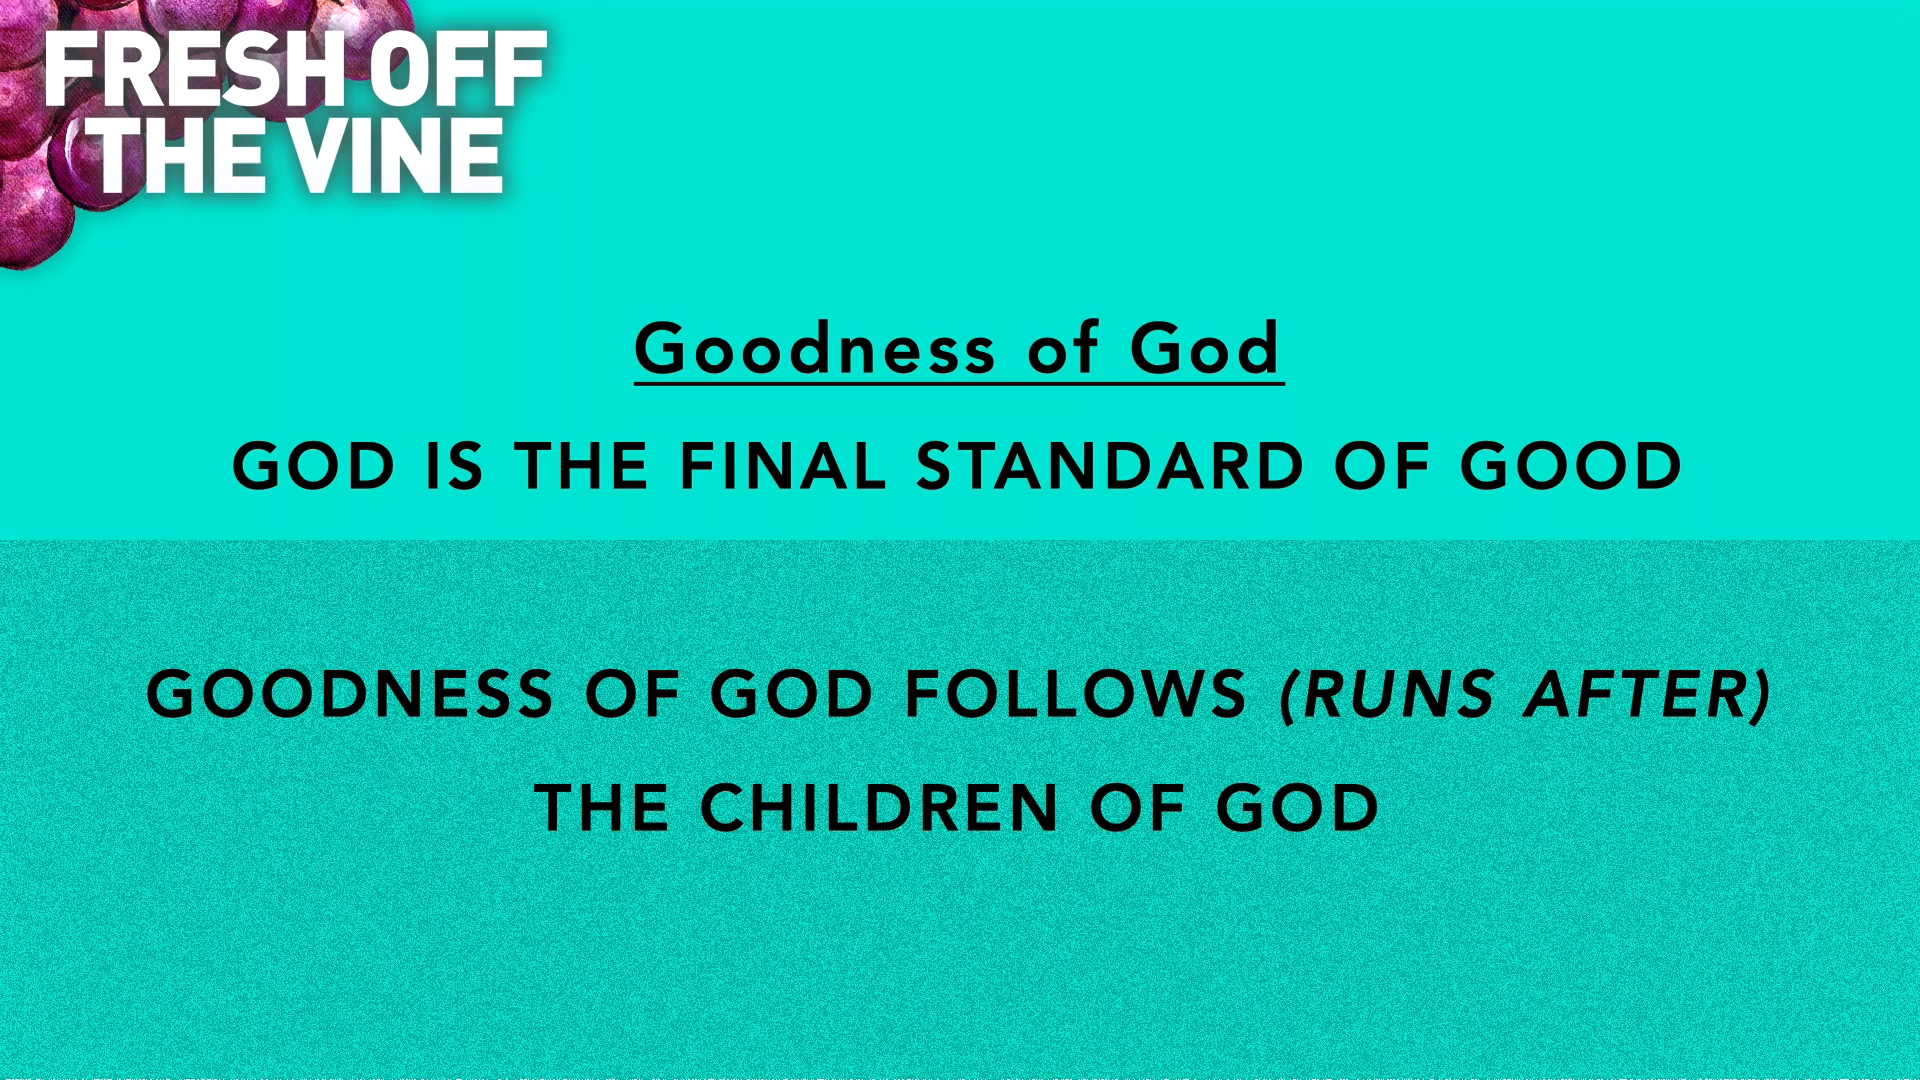 FRESH OFF
THE VINE
Goodness of God
GOD IS THE FINAL STANDARD OF GOOD
GOODNESS OF GOD FOLLOWS (RUNS AFTER)
THE CHILDREN OF GOD